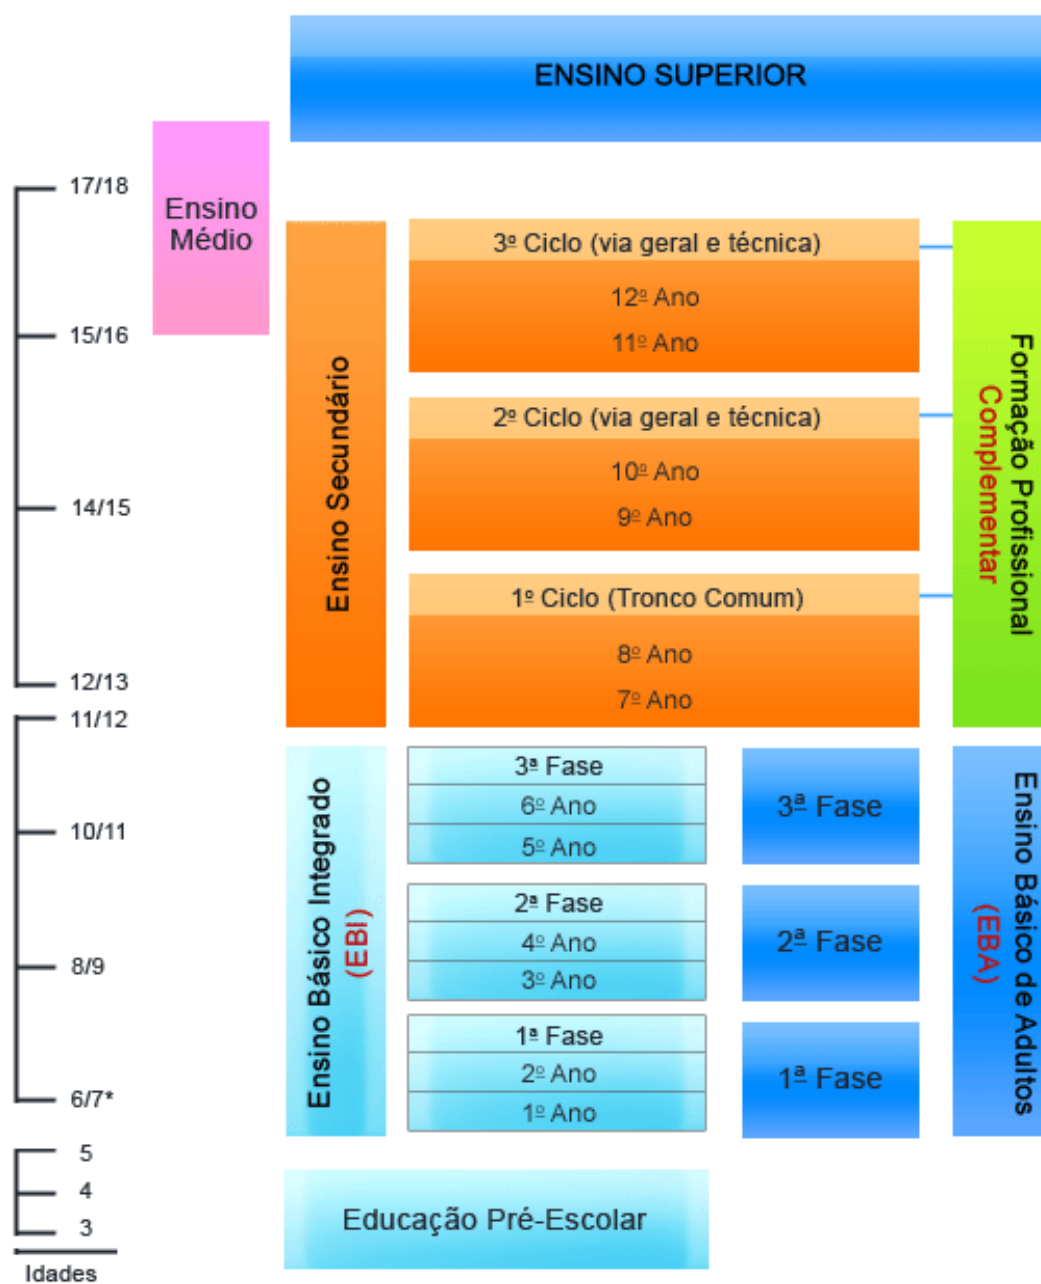 ENSINO SUPERIOR
17/18
Ensino
Médio
15/16
14/15
12/13
11/12
10/11
8/9
6/7*
5
4
3
Idades
Ensino Secundário
3º Ciclo (via geral e técnica)
12º Ano
11º Ano
2º Ciclo (via geral e técnica)
10º Ano
9º Ano
1º Ciclo (Tronco Comum)
8º Ano
7º Ano
Formação Profissional
Complementar
Ensino Básico Integrado
(EBI)
3ª Fase
6º Ano
5º Ano
2ª Fase
4º Ano
3º Ano
1ª Fase
2º Ano
1º Ano
3ª Fase
2ª Fase
1ª Fase
Ensino Básico de Adultos
(EBA)
Educação Pré-Escolar